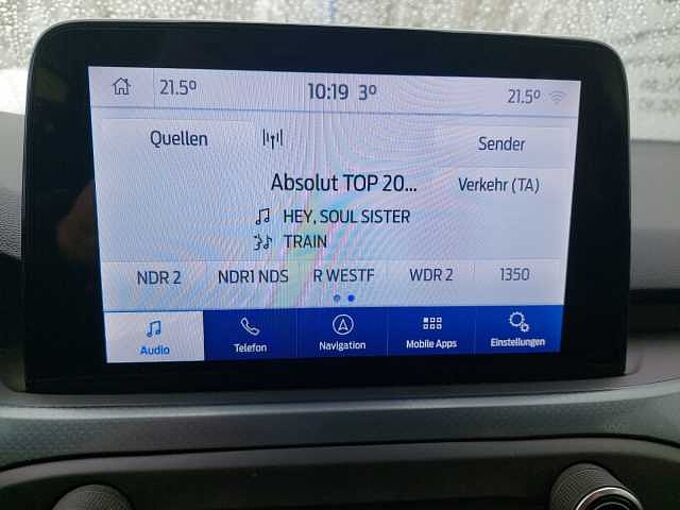 21.5° 10:19 3° 21.5°
Quellen Sender
Absolut TOP 20... Verkehr (TA)
HEY, SOUL SISTER
TRAIN
NDR 2 NDR1 NDS R WESTF WDR 2 1350
Audio Telefon Navigation Mobile Apps Einstellungen